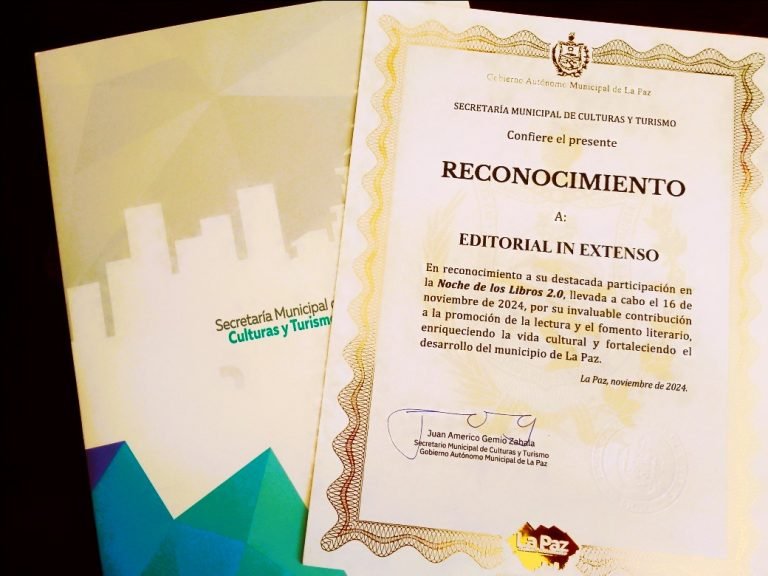 Gobierno Autónomo Municipal de La Paz
SECRETARÍA MUNICIPAL DE CULTURAS Y TURISMO
Confiere el presente
RECONOCIMIENTO
A:
EDITORIAL IN EXTENSO
En reconocimiento a su destacada participación en
la Noche de los Libros 2.0, llevada a cabo el 16 de
noviembre de 2024, por su invaluable contribución
a la promoción de la lectura y el fomento literario,
enriqueciendo la vida cultural y fortaleciendo el
desarrollo del municipio de La Paz.
La Paz, noviembre de 2024.
Juan Americo Gemio Zabala
Secretario Municipal de Culturas y Turismo
Gobierno Autónomo Municipal de La Paz
La Paz
Secretaría Municipal
Culturas y Turismo